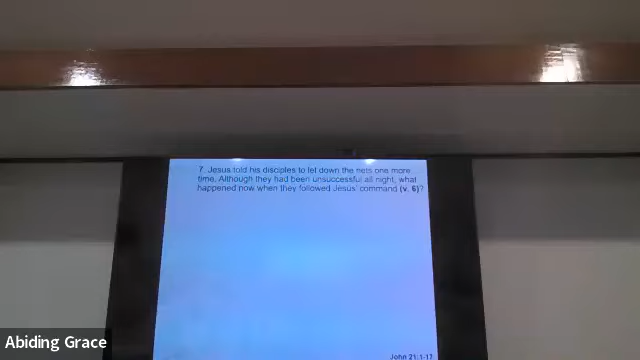 7. Jesus told his disciples to let down the nets one more
time. Although they had been unsuccessful all night, what
happened now when they followed Jesus' command (v. 6)?
John 21:1-17
Abiding Grace